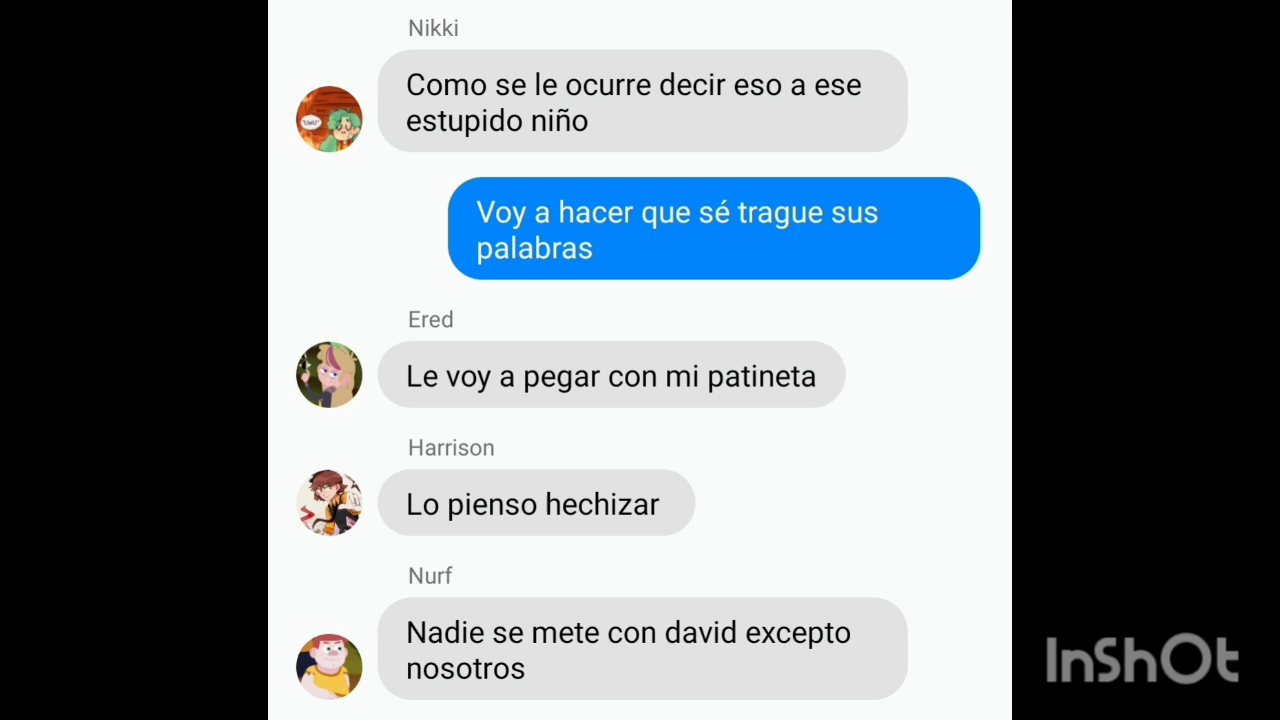 Nikki
Como se le ocurre decir eso a ese
estupido niño
Voy a hacer que sé trague sus
palabras
Ered
Le voy a pegar con mi patineta
Harrison
Lo pienso hechizar
Nurf
Nadie se mete con david excepto
nosotros
InShOt